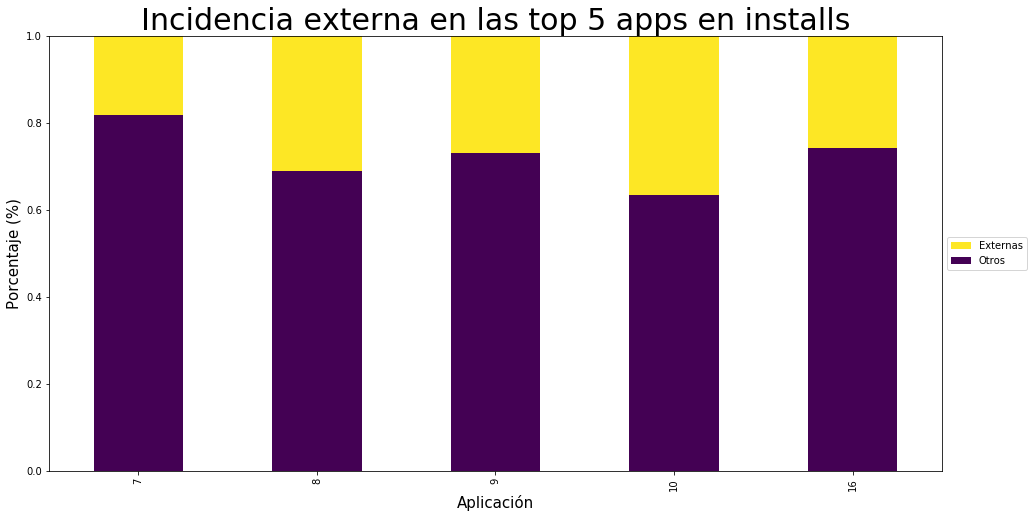 Incidencia externa en las top 5 apps en installs
Porcentaje (%)
1.0
0.8
0.6
0.4
0.2
0.0
7
8
9
10
16
Aplicación
Externas
Otros